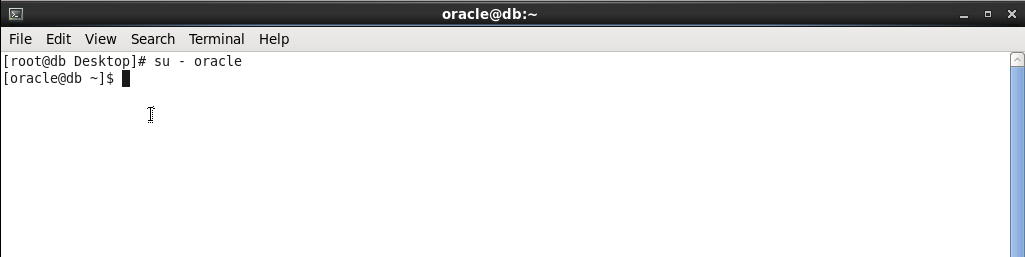 oracle@db:~
File Edit View Search Terminal Help
[root@db Desktop]# su - oracle
[oracle@db ~]$